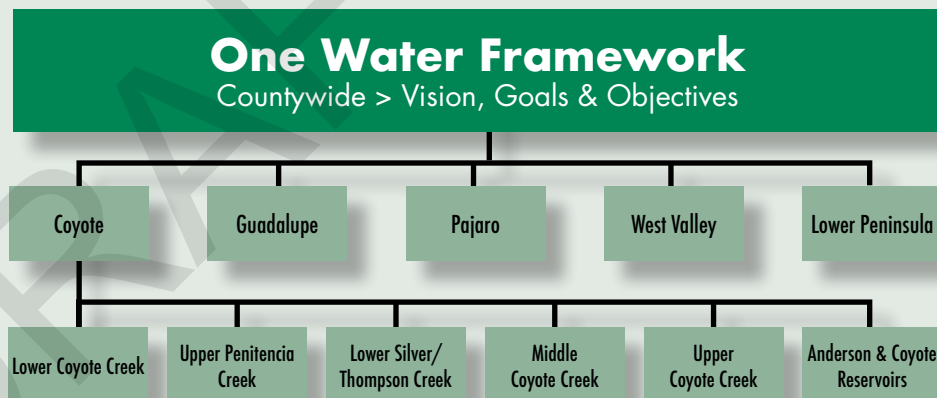 One Water Framework
Countywide > Vision, Goals & Objectives
Coyote
Guadalupe
Pajaro
West Valley
Lower Peninsula
Lower Coyote Creek
Upper Penitencia
Creek
Lower Silver/
Thompson Creek
Middle
Coyote Creek
Upper
Coyote Creek
Anderson & Coyote
Reservoirs